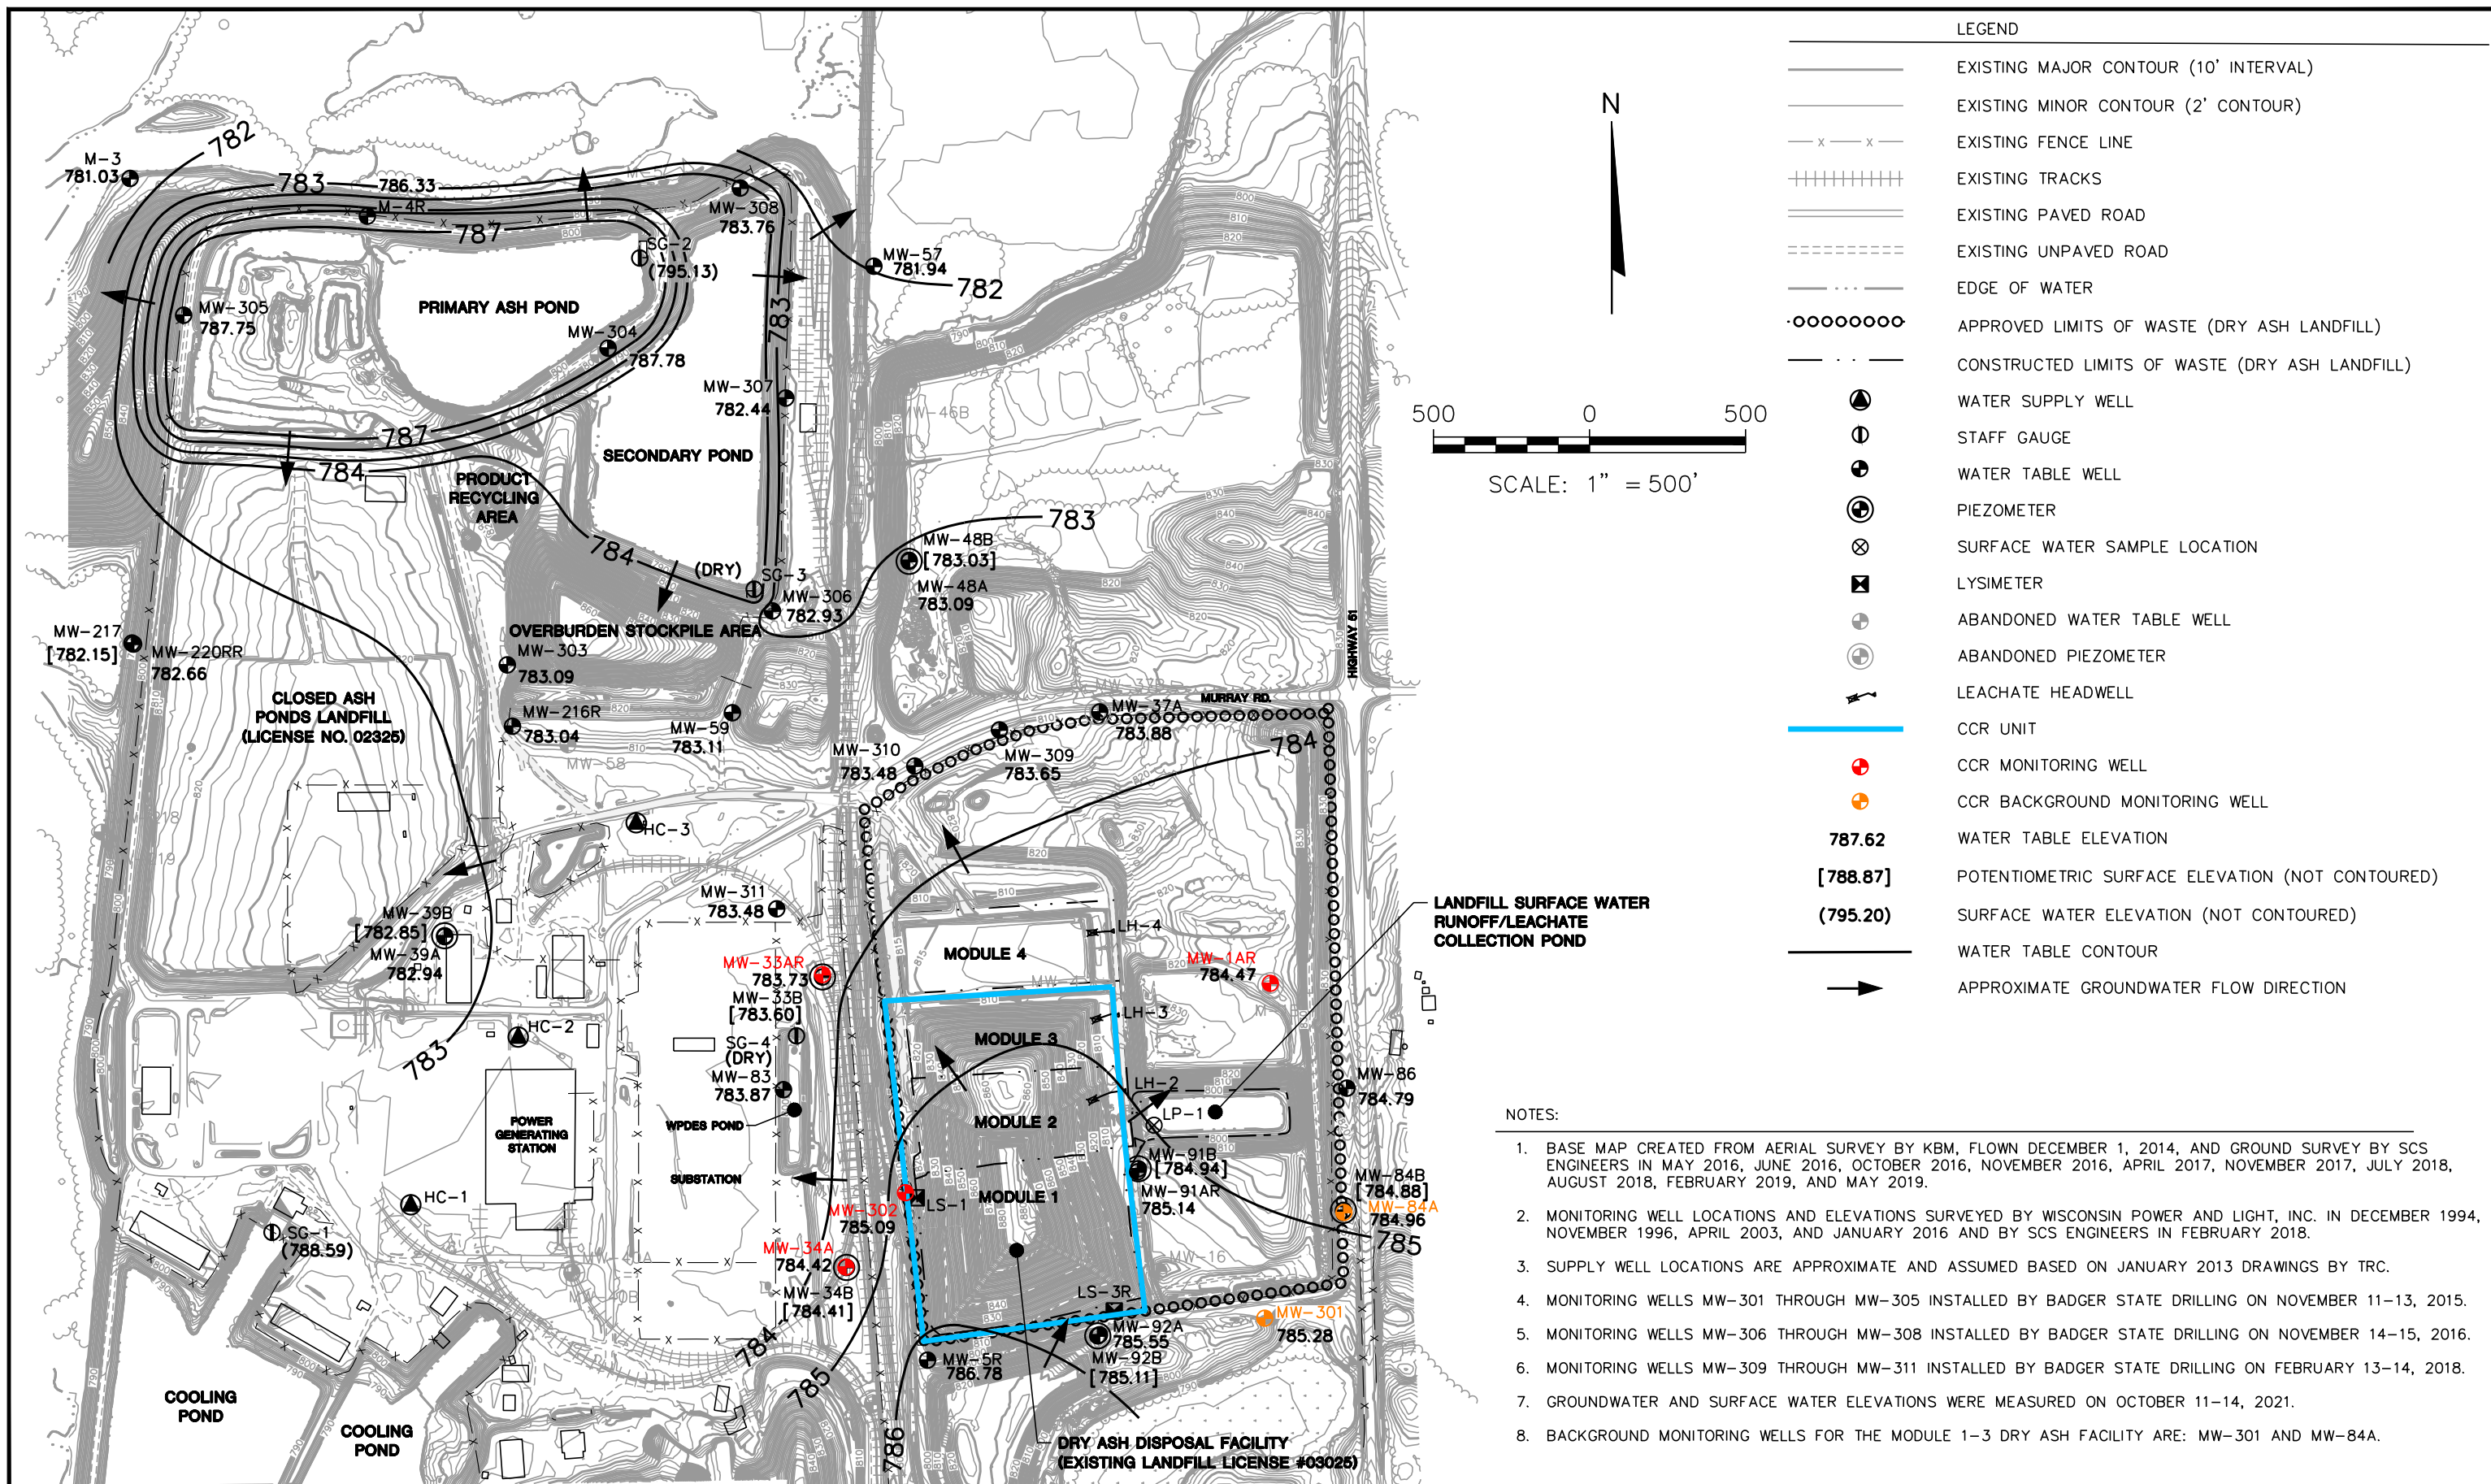 LEGEND
EXISTING MAJOR CONTOUR (10' INTERVAL)
EXISTING MINOR CONTOUR (2' CONTOUR)
EXISTING FENCE LINE
EXISTING TRACKS
EXISTING PAVED ROAD
EXISTING UNPAVED ROAD
EDGE OF WATER
APPROVED LIMITS OF WASTE (DRY ASH LANDFILL)
CONSTRUCTED LIMITS OF WASTE (DRY ASH LANDFILL)
WATER SUPPLY WELL
STAFF GAUGE
WATER TABLE WELL
PIEZOMETER
SURFACE WATER SAMPLE LOCATION
LYSIMETER
ABANDONED WATER TABLE WELL
ABANDONED PIEZOMETER
LEACHATE HEADWELL
CCR UNIT
CCR MONITORING WELL
CCR BACKGROUND MONITORING WELL
787.62 WATER TABLE ELEVATION
[788.87] POTENTIOMETRIC SURFACE ELEVATION (NOT CONTOURED)
(795.20) SURFACE WATER ELEVATION (NOT CONTOURED)
WATER TABLE CONTOUR
APPROXIMATE GROUNDWATER FLOW DIRECTION
N
500 0 500
SCALE: 1" = 500'
NOTES:
1. BASE MAP CREATED FROM AERIAL SURVEY BY KBM, FLOWN DECEMBER 1, 2014, AND GROUND SURVEY BY SCS
ENGINEERS IN MAY 2016, JUNE 2016, OCTOBER 2016, NOVEMBER 2016, APRIL 2017, NOVEMBER 2017, JULY 2018,
AUGUST 2018, FEBRUARY 2019, AND MAY 2019.
2. MONITORING WELL LOCATIONS AND ELEVATIONS SURVEYED BY WISCONSIN POWER AND LIGHT, INC. IN DECEMBER 1994,
NOVEMBER 1996, APRIL 2003, AND JANUARY 2016 AND BY SCS ENGINEERS IN FEBRUARY 2018.
3. SUPPLY WELL LOCATIONS ARE APPROXIMATE AND ASSUMED BASED ON JANUARY 2013 DRAWINGS BY TRC.
4. MONITORING WELLS MW-301 THROUGH MW-305 INSTALLED BY BADGER STATE DRILLING ON NOVEMBER 11-13, 2015.
5. MONITORING WELLS MW-306 THROUGH MW-308 INSTALLED BY BADGER STATE DRILLING ON NOVEMBER 14-15, 2016.
6. MONITORING WELLS MW-309 THROUGH MW-311 INSTALLED BY BADGER STATE DRILLING ON FEBRUARY 13-14, 2018.
7. GROUNDWATER AND SURFACE WATER ELEVATIONS WERE MEASURED ON OCTOBER 11-14, 2021.
8. BACKGROUND MONITORING WELLS FOR THE MODULE 1-3 DRY ASH FACILITY ARE: MW-301 AND MW-84A.
782
M-3
781.03
783
786.33
M-4R
787
MW-308
783.76
SG-2
(795.13)
MW-57
781.94
782
PRIMARY ASH POND
MW-305
787.75
MW-304
787.78
783
MW-307
782.44
MW-46B
787
784
SECONDARY POND
PRODUCT
RECYCLING
AREA
784
(DRY)
SG-3
MW-306
782.93
783
MW-48B
[783.03]
MW-48A
783.09
OVERBURDEN STOCKPILE AREA
MW-217
[782.15]
MW-220RR
782.66
MW-303
783.09
CLOSED ASH
PONDS LANDFILL
(LICENSE NO. 02325)
MW-216R
783.04
MW-59
783.11
MW-58
MW-310
783.48
MW-309
783.65
MW-37A
783.88
MURRAY RD.
HIGHWAY 51
784
HC-3
MW-311
783.48
MW-39B
[782.85]
MW-39A
782.94
MODULE 4
LH-4
LANDFILL SURFACE WATER
RUNOFF/LEACHATE
COLLECTION POND
MW-33AR
783.73
MW-33B
[783.60]
MW-1AR
784.47
HC-2
SG-4
(DRY)
MODULE 3
LH-3
783
MW-83
783.87
WPDES POND
LH-2
LP-1
MODULE 2
MW-86
784.79
POWER
GENERATING
STATION
SUBSTATION
MW-91B
[784.94]
MW-91AR
785.14
MODULE 1
LS-1
MW-302
785.09
MW-84B
[784.88]
MW-84A
784.96
785
HC-1
SG-1
(788.59)
MW-40A
MW-40B
MW-34A
784.42
MW-34B
[784.41]
MW-16
LS-3R
MW-92A
785.55
MW-92B
[785.11]
MW-301
785.28
784
785
786
MW-5R
786.78
COOLING
POND
COOLING
POND
DRY ASH DISPOSAL FACILITY
(EXISTING LANDFILL LICENSE #03025)